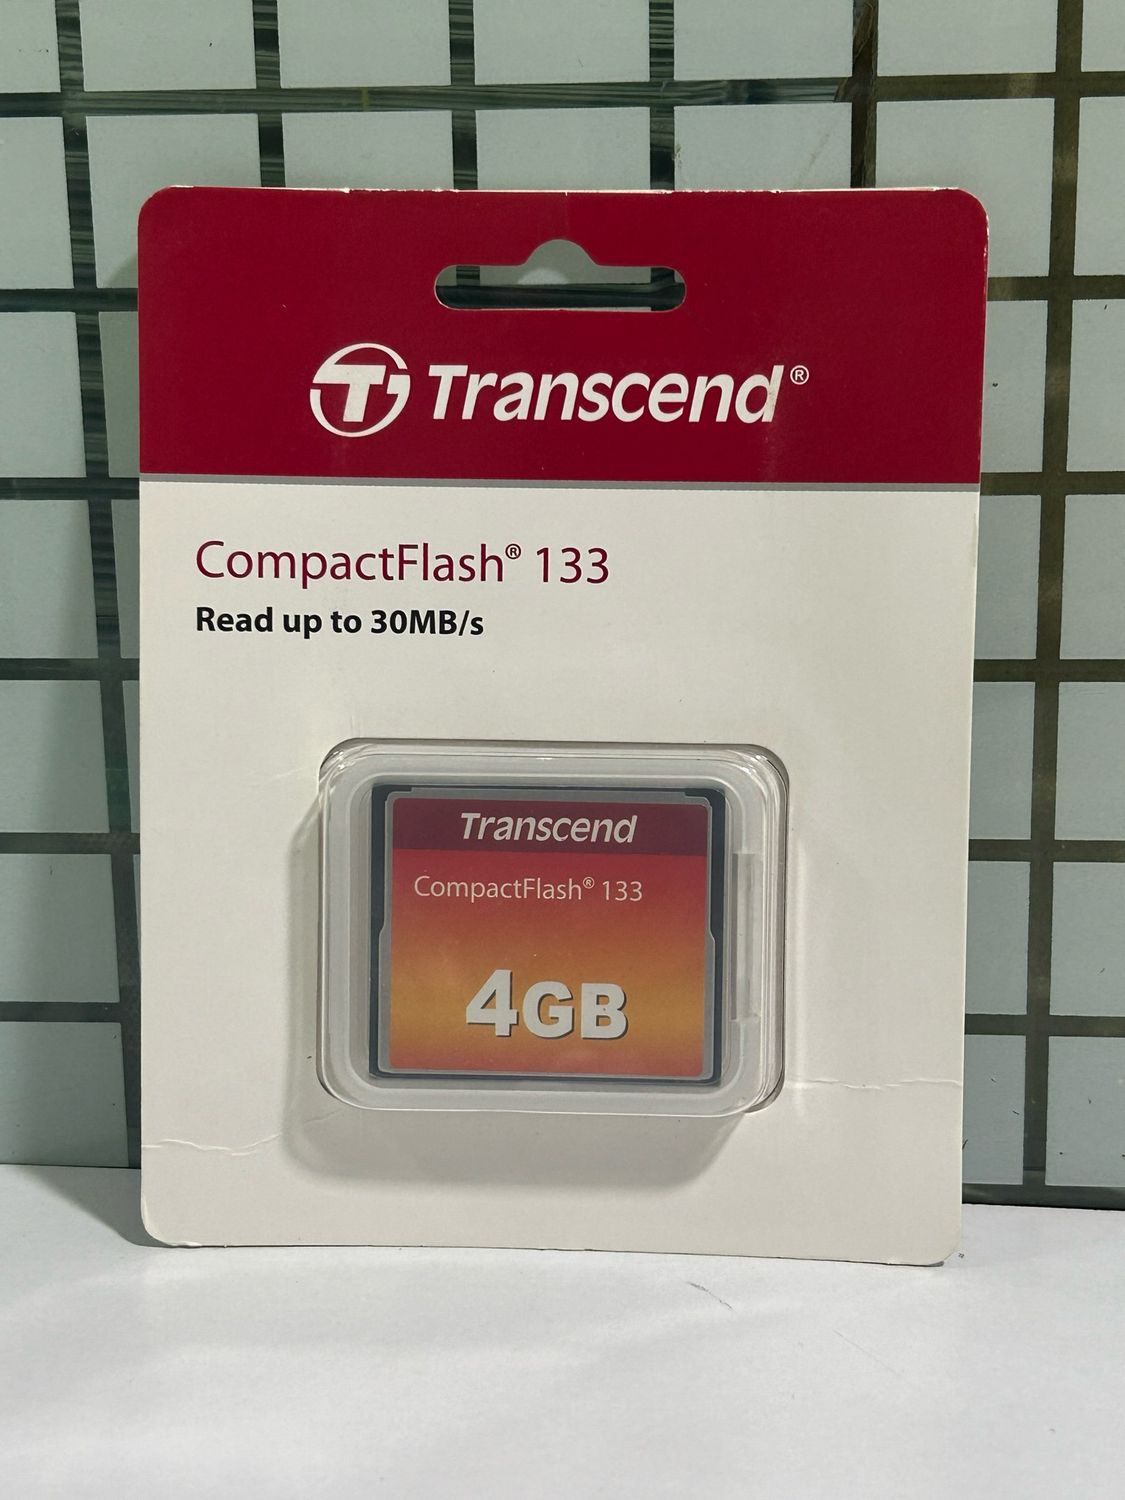 Transcend®
CompactFlash® 133
Read up to 30MB/s
Transcend
CompactFlash® 133
4GB